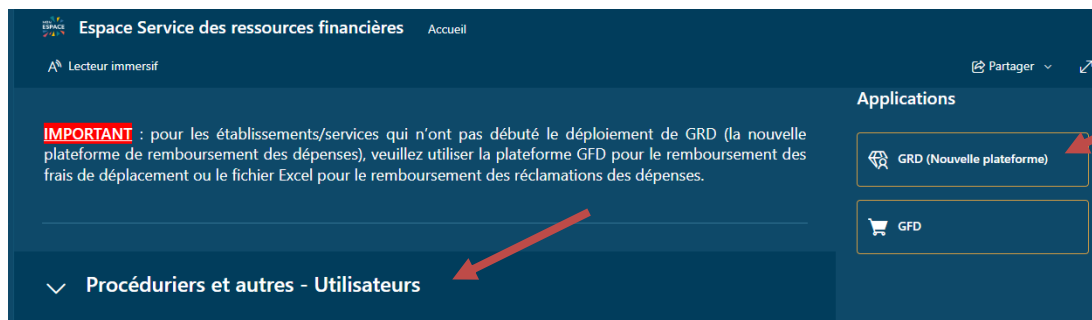 ESPACE
Espace Service des ressources financières Accueil
Lecteur immersif
Partager
Applications
IMPORTANT : pour les établissements/services qui n'ont pas débuté le déploiement de GRD (la nouvelle
plateforme de remboursement des dépenses), veuillez utiliser la plateforme GFD pour le remboursement des
frais de déplacement ou le fichier Excel pour le remboursement des réclamations des dépenses.
GRD (Nouvelle plateforme)
GFD
Procéduriers et autres - Utilisateurs